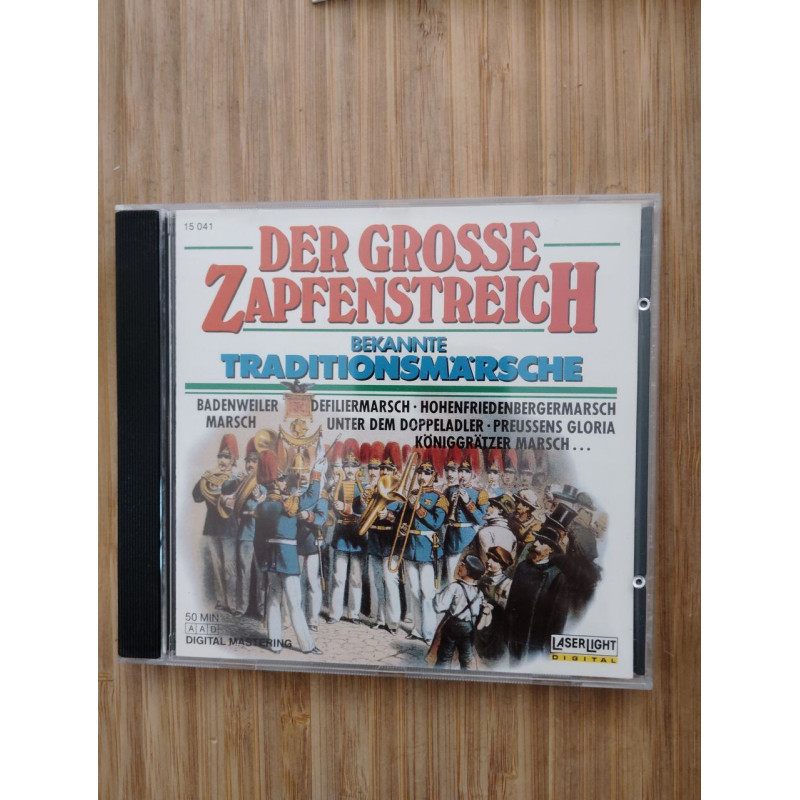 15 041
DER GROSSE
ZAPFENSTREICH
BEKANNTE
TRADITIONSMÄRSCHE
BADENWEILER DEFILIERMARSCH · HOHENFRIEDENBERGERMARSCH
MARSCH UNTER DEM DOPPELADLER · PREUSSENS GLORIA
KÖNIGGRÄTZER MARSCH...
50 MIN
AAD
DIGITAL MASTERING
LASERLIGHT
DIGITAL